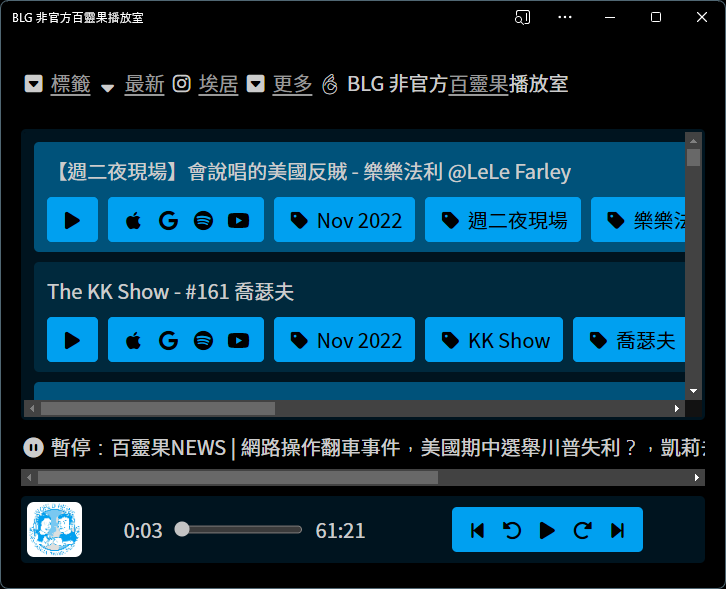 BLG 非官方百靈果播放室
標籤 最新 埃居 更多 BLG 非官方百靈果播放室
【週二夜現場】會說唱的美國反賊 - 樂樂法利 @LeLe Farley
Nov 2022 週二夜現場 樂樂法
The KK Show - #161 喬瑟夫
Nov 2022 KK Show 喬瑟夫
暫停：百靈果NEWS | 網路操作翻車事件，美國期中選舉川普失利？，凱莉
0:03 61:21